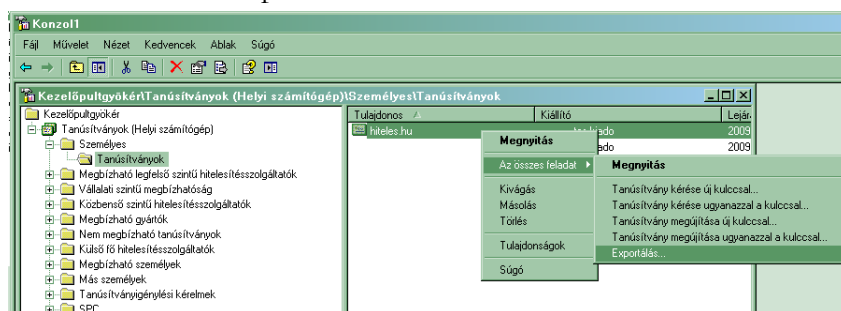 Konzol1
Fájl Művelet Nézet Kedvencek Ablak Súgó
Kezelőpultgyökér\Tanúsítványok (Helyi számítógép)\Személyes\Tanúsítványok
Kezelőpultgyökér
Tanúsítványok (Helyi számítógép)
Személyes
Tanúsítványok
Megbízható legfelső szintű hitelesítésszolgáltatók
Vállalati szintű megbízhatóság
Közbenső szintű hitelesítésszolgáltatók
Megbízható gyártók
Nem megbízható tanúsítványok
Külső fő hitelesítésszolgáltatók
Megbízható személyek
Más személyek
Tanúsítványigénylési kérelmek
SPC
Tulajdonos Kiállító Lejár
hiteles.hu 2009
2009
Megnyitás
Az összes feladat
Kivágás
Másolás
Törlés
Tulajdonságok
Súgó
Megnyitás
Tanúsítvány kérése új kulccsal...
Tanúsítvány kérése ugyanazzal a kulccsal...
Tanúsítvány megújítása új kulccsal...
Tanúsítvány megújítása ugyanazzal a kulccsal...
Exportálás...